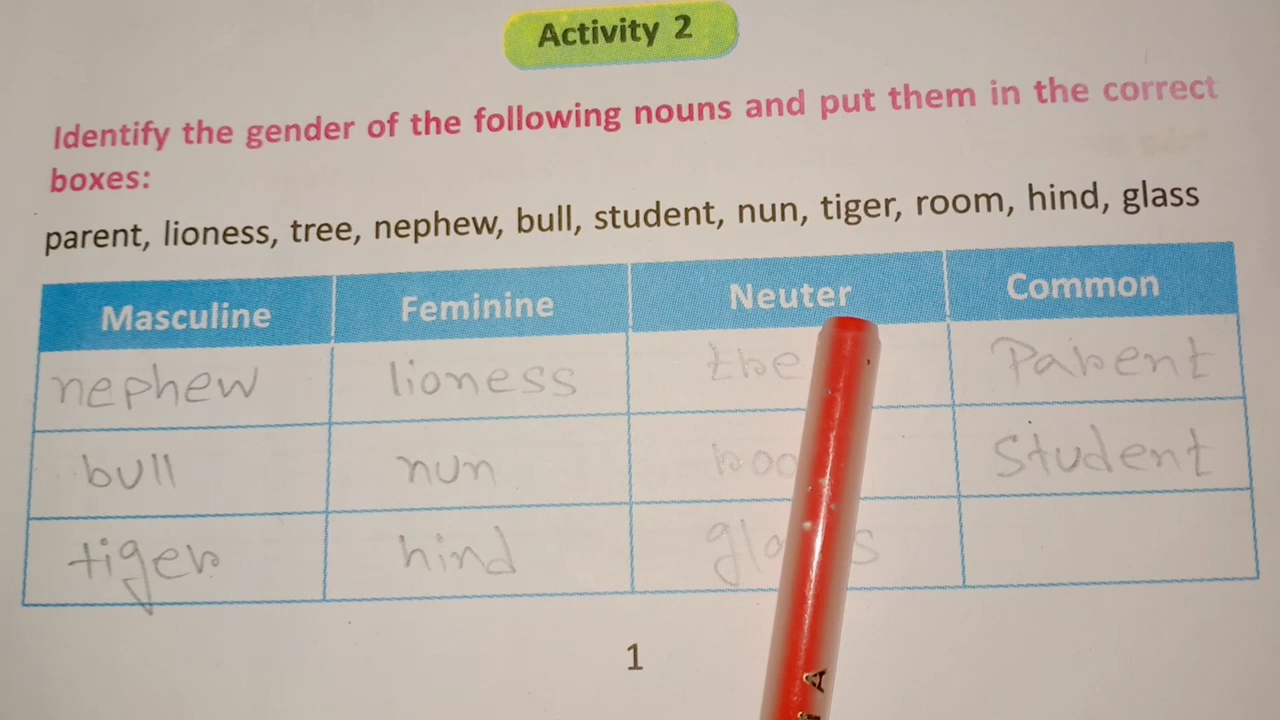 Activity 2
Identify the gender of the following nouns and put them in the correct
boxes:
parent, lioness, tree, nephew, bull, student, nun, tiger, room, hind, glass
Masculine Feminine Neuter Common
nephew lioness Parent
bull nun student
tiger hind
1